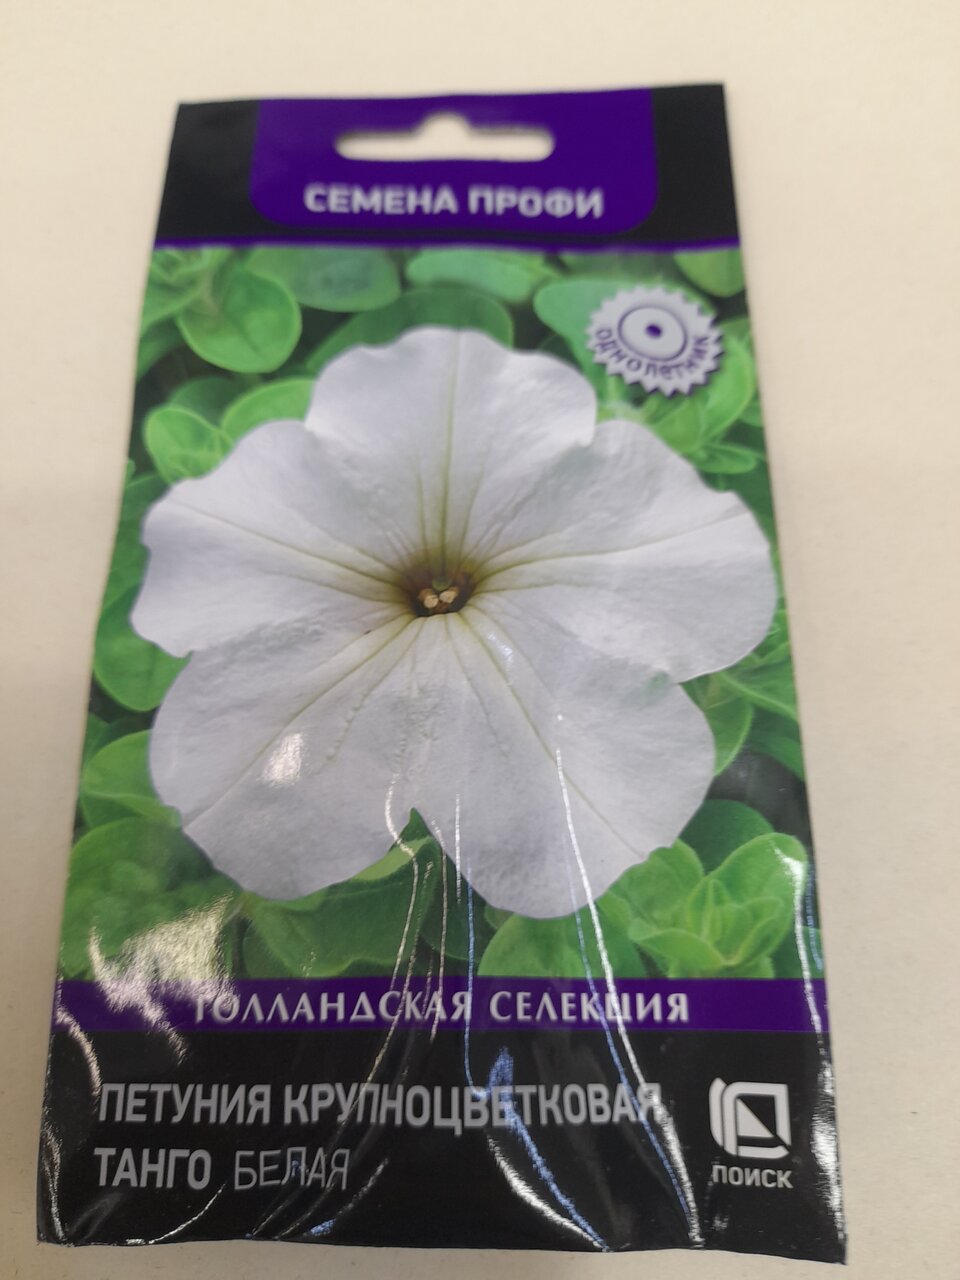 СЕМЕНА ПРОФИ
однолетник
ГОЛЛАНДСКАЯ СЕЛЕКЦИЯ
ПЕТУНИЯ КРУПНОЦВЕТКОВАЯ
ТАНГО БЕЛАЯ
ПОИСК